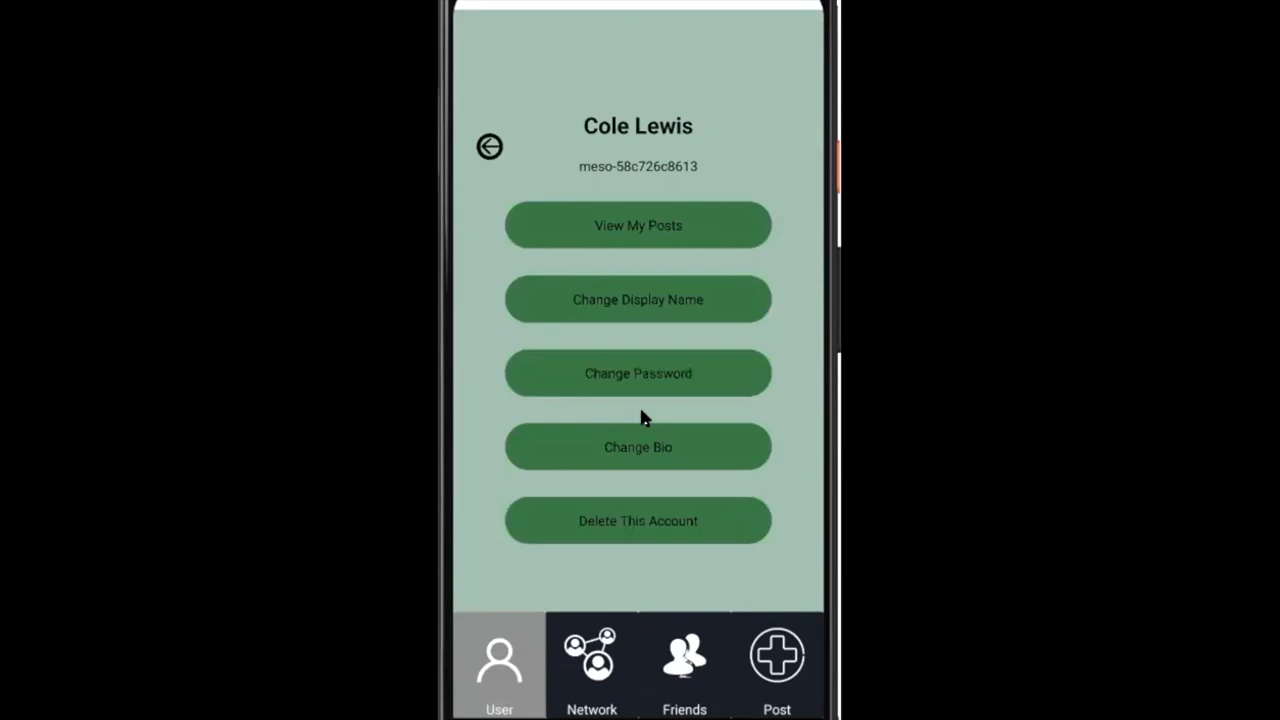 Cole Lewis
meso-58c726c8613
View My Posts
Change Display Name
Change Password
Change Bio
Delete This Account
User
Network
Friends
Post